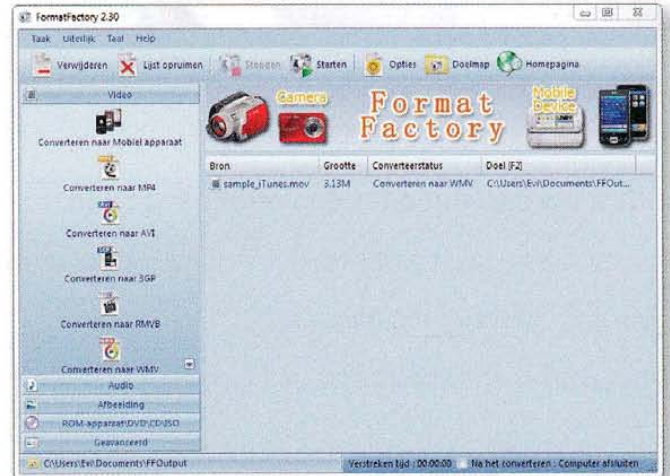 FormatFactory 2.30
Taak Uiterlijk Taal Help
Verwijderen Lijst opruimen Stoppen Starten Opties Doelmap Homepagina
Video
Converteren naar Mobiel apparaat
Converteren naar MP4
Converteren naar AVI
Converteren naar 3GP
Converteren naar RMVB
Converteren naar WMV
Audio
Afbeelding
ROM-apparaat\DVD\CD\ISO
Geavanceerd
Camera
Format
Factory
Mobile
Device
Bron Grootte Converteerstatus Doel [F2]
sample_iTunes.mov 3.13M Converteren naar WMV C:\Users\Evi\Documents\FFOut...
C:\Users\Evi\Documents\FFOutput Verstreken tijd : 00:00:00 Na het converteren : Computer afsluiten